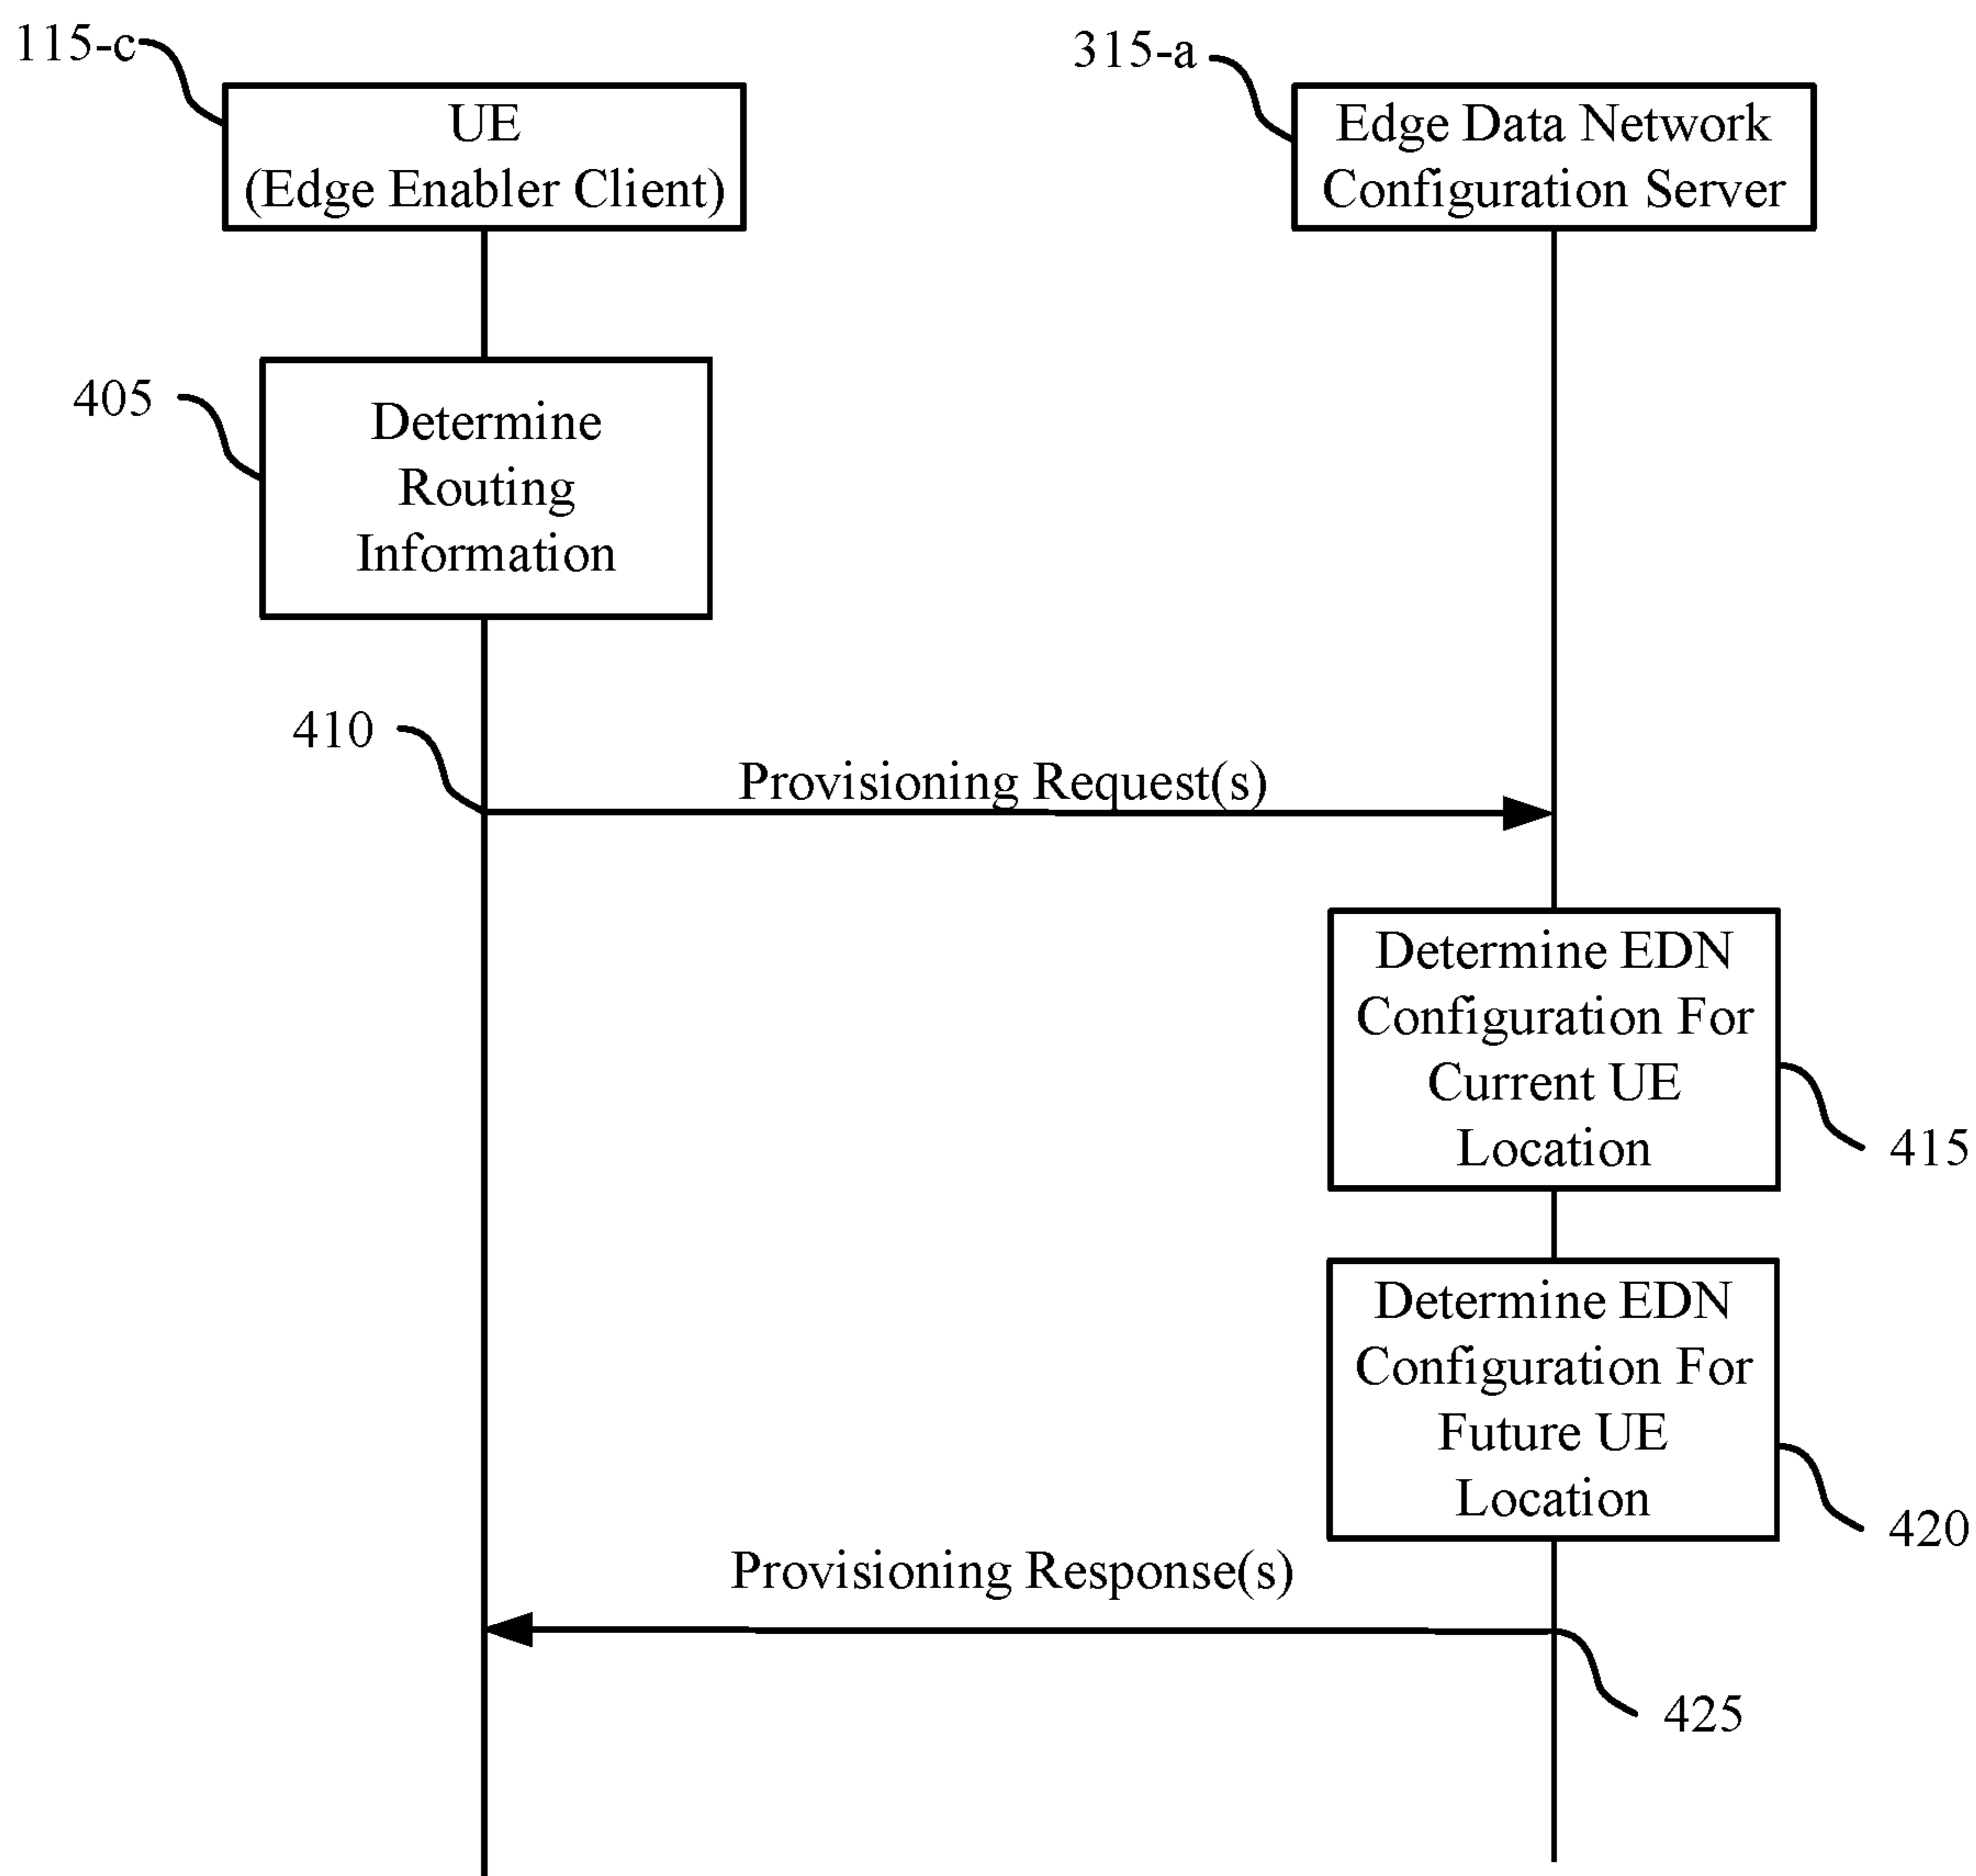 115-c
UE
(Edge Enabler Client)
315-a
Edge Data Network
Configuration Server
405
Determine
Routing
Information
410
Provisioning Request(s)
Determine EDN
Configuration For
Current UE
Location
415
Determine EDN
Configuration For
Future UE
Location
420
Provisioning Response(s)
425